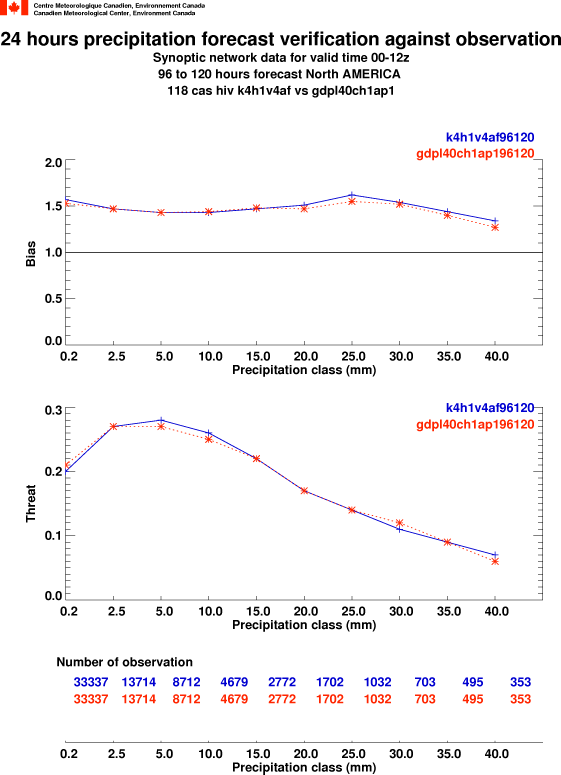 Centre Meteorologique Canadien, Environnement Canada
Canadian Meteorological Center, Environment Canada
24 hours precipitation forecast verification against observation
Synoptic network data for valid time 00-12z
96 to 120 hours forecast North AMERICA
118 cas hiv k4h1v4af vs gdpl40ch1ap1
k4h1v4af96120
gdpl40ch1ap196120
2.0
1.5
1.0
0.5
0.0
Bias
0.2 2.5 5.0 10.0 15.0 20.0 25.0 30.0 35.0 40.0
Precipitation class (mm)
k4h1v4af96120
gdpl40ch1ap196120
0.3
0.2
0.1
0.0
Threat
0.2 2.5 5.0 10.0 15.0 20.0 25.0 30.0 35.0 40.0
Precipitation class (mm)
Number of observation
33337 13714 8712 4679 2772 1702 1032 703 495 353
33337 13714 8712 4679 2772 1702 1032 703 495 353
0.2 2.5 5.0 10.0 15.0 20.0 25.0 30.0 35.0 40.0
Precipitation class (mm)